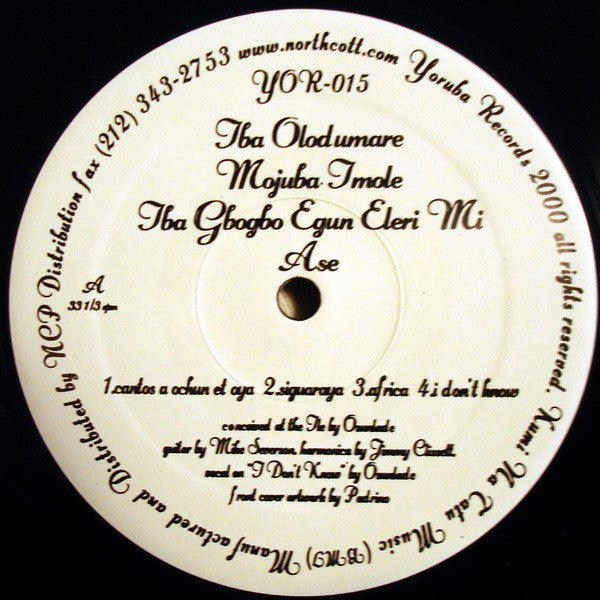 Yoruba Records 2000 all rights reserved. Kumi Na Tatu Music (BMI) Manufactured and Distributed by NCP Distribution fax (212) 343-2753 www.northcott.com
YOR-015
Iba Olodumare
Mojuba Imole
Iba Gbogbo Egun Eleri Mi
Ase
A
33 1/3 rpm
1.cantos a ochun et oya 2.siguaraya 3.africa 4.i don't know
conceived at the Ile by Osunlade
guitar by Mike Severson, harmonica by Jimmy
vocal on "I Don't Know" by Osunlade
front cover artwork by Padrino